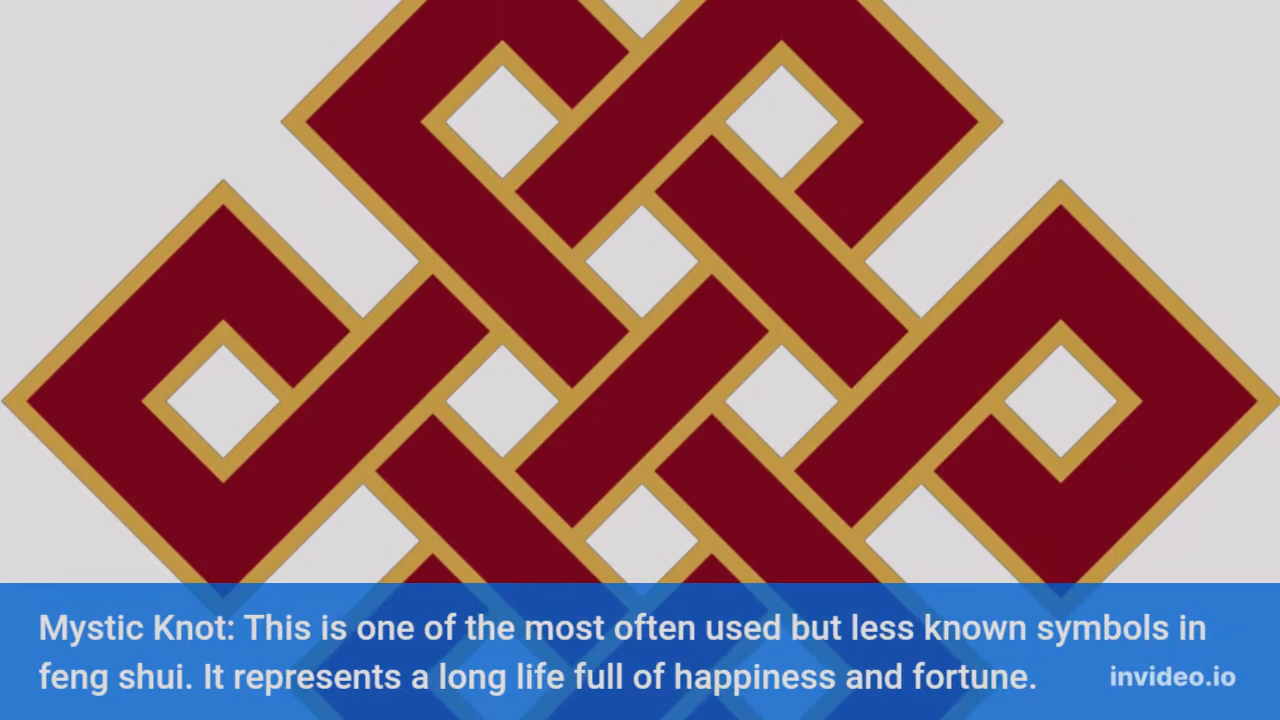 Mystic Knot: This is one of the most often used but less known symbols in
feng shui. It represents a long life full of happiness and fortune.
invideo.io